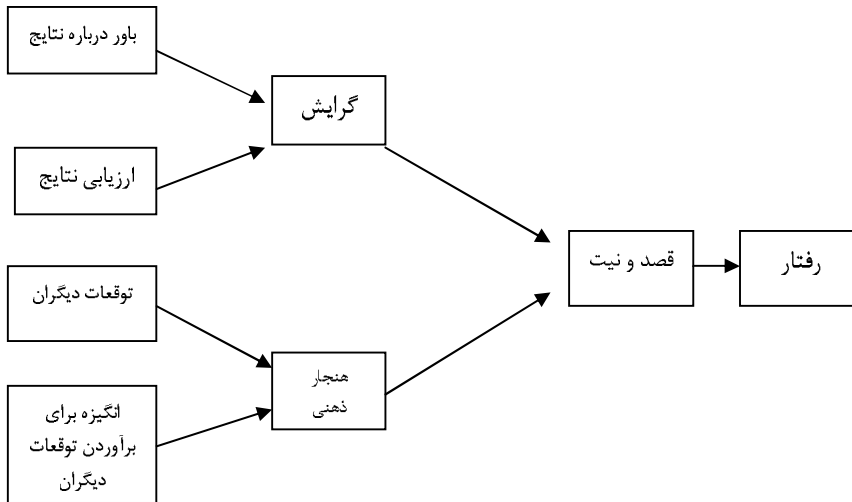 باور درباره نتایج
گرایش
ارزیابی نتایج
قصد و نیت
رفتار
توقعات دیگران
هنجار
ذهنی
انگیزه برای
برآوردن توقعات
دیگران